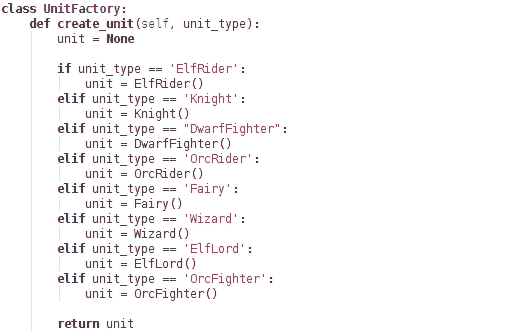 class UnitFactory:
    def create_unit(self, unit_type):
        unit = None

        if unit_type == 'ElfRider':
            unit = ElfRider()
        elif unit_type == 'Knight':
            unit = Knight()
        elif unit_type == "DwarfFighter":
            unit = DwarfFighter()
        elif unit_type == 'OrcRider':
            unit = OrcRider()
        elif unit_type == 'Fairy':
            unit = Fairy()
        elif unit_type == 'Wizard':
            unit = Wizard()
        elif unit_type == 'ElfLord':
            unit = ElfLord()
        elif unit_type == 'OrcFighter':
            unit = OrcFighter()

        return unit